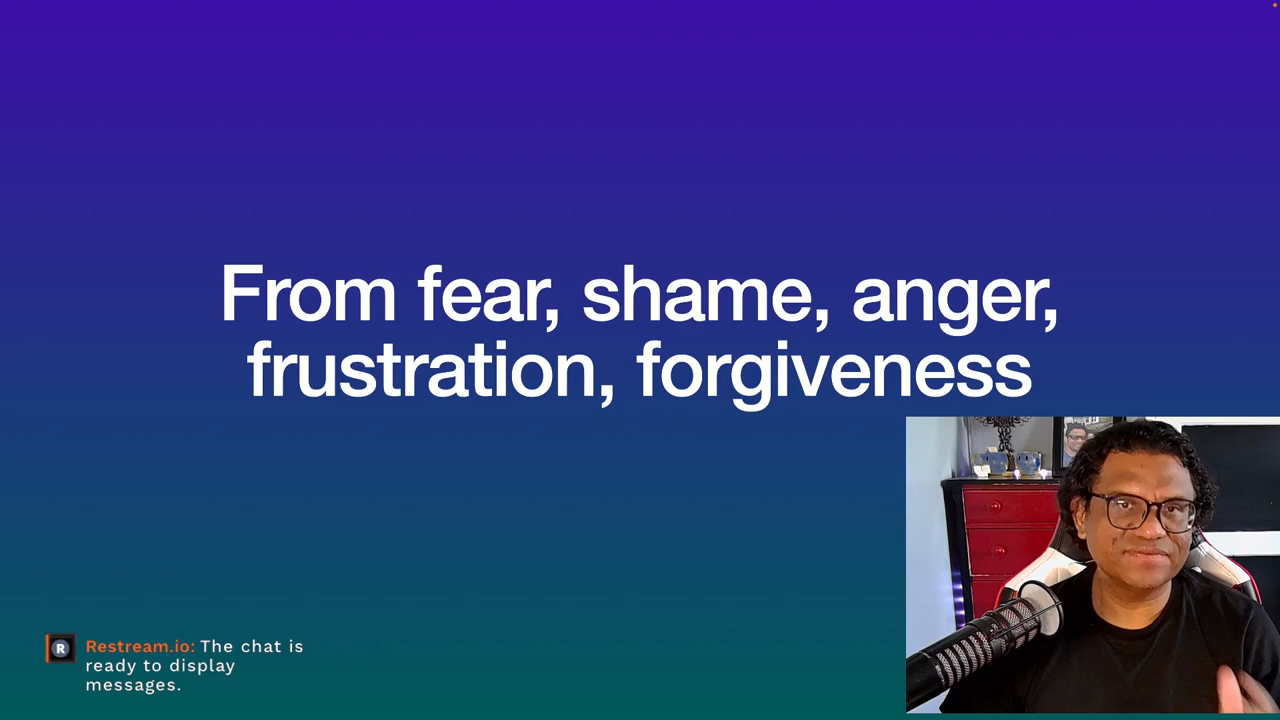 From fear, shame, anger,
frustration, forgiveness
R
Restream.io: The chat is
ready to display
messages.